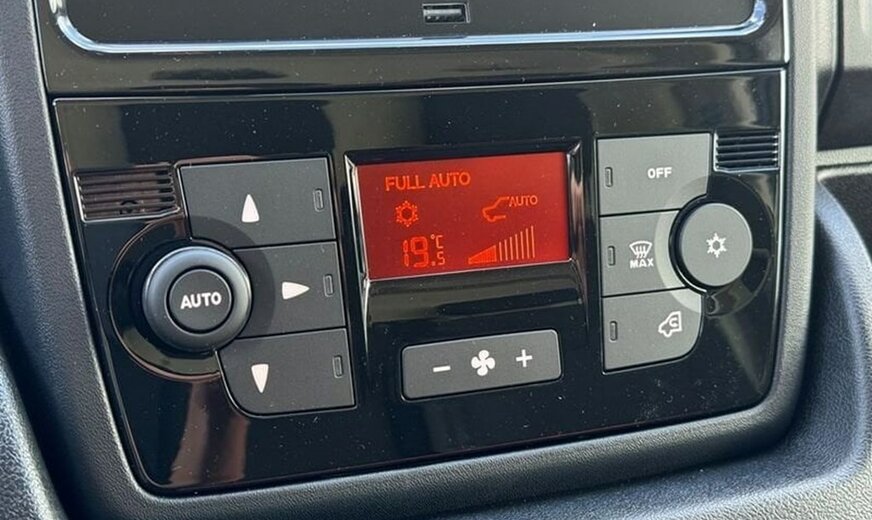 FULL AUTO
AUTO
19.5 °C
OFF
MAX
AUTO
- +